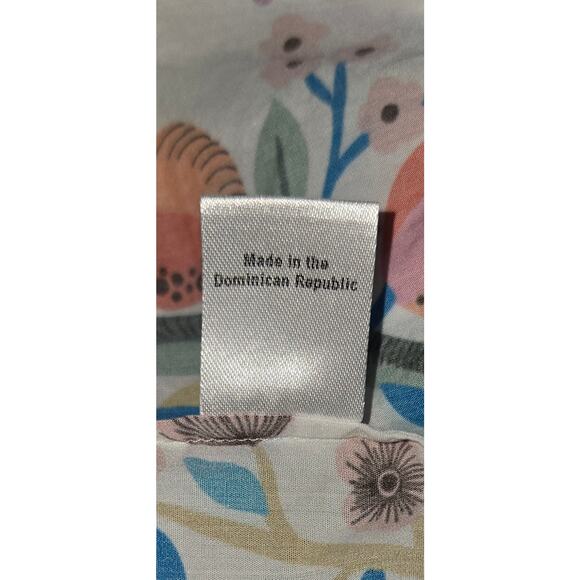 Made in the
Dominican Republic